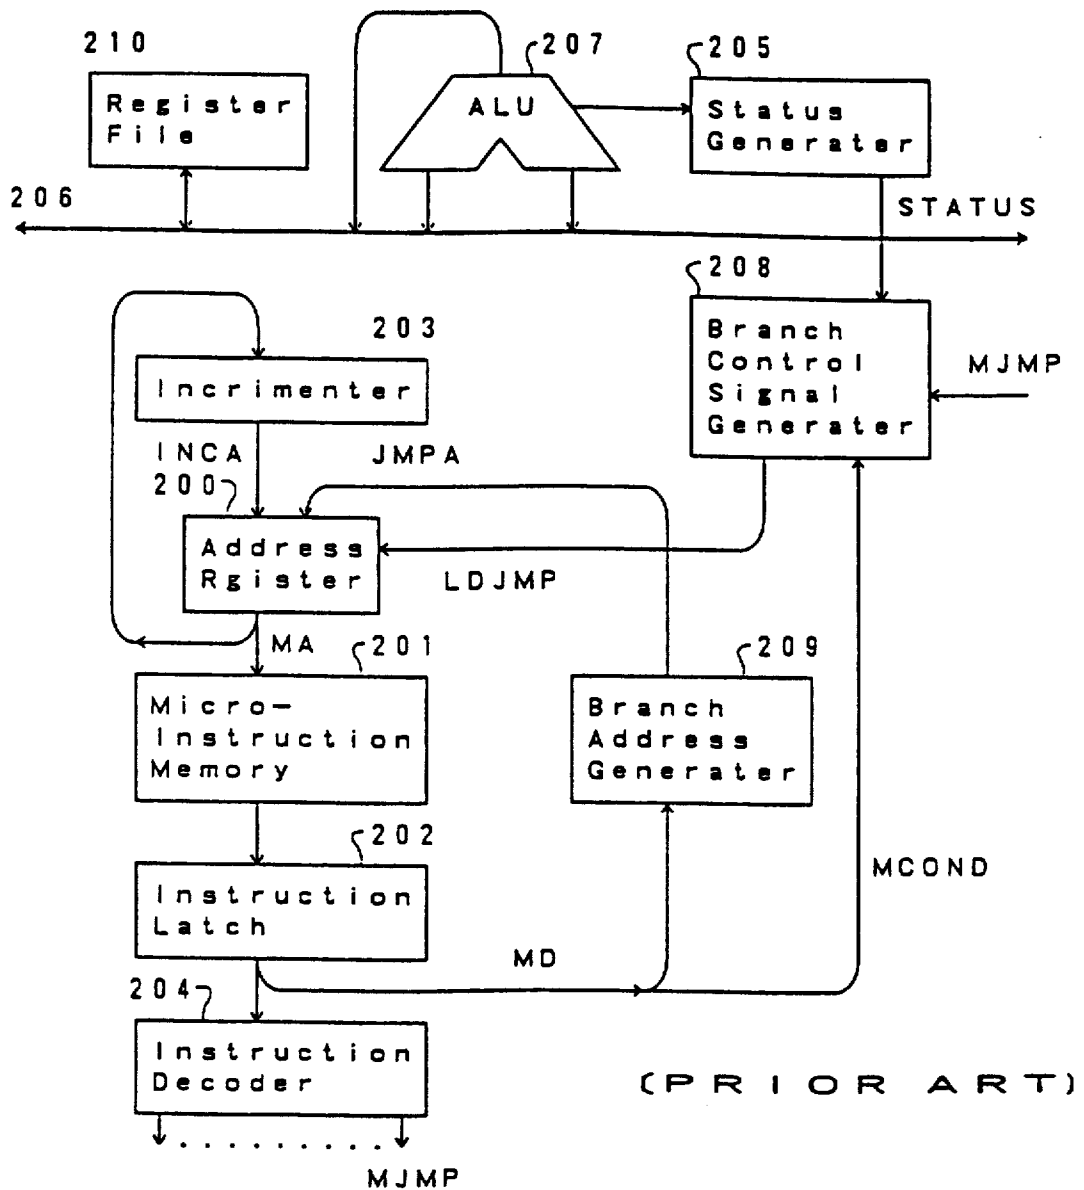 210
207
205
Register
File
ALU
Status
Generater
206
STATUS
208
203
Branch
Control
Signal
Generater
MJMP
Incrimenter
INCA
JMPA
200
Address
Rgister
LDJMP
MA
201
209
Micro-
Instruction
Memory
Branch
Address
Generater
202
Instruction
Latch
MCOND
MD
204
Instruction
Decoder
(PRIOR ART)
MJMP